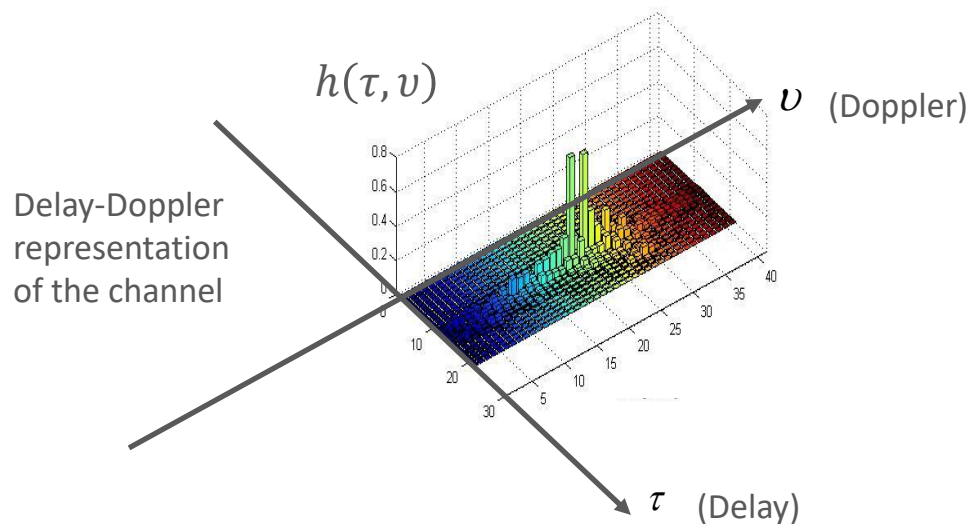 h(τ, υ)
υ (Doppler)
Delay-Doppler
representation
of the channel
0.8
0.6
0.4
0.2
0
0
10
20
30
5
10
15
20
25
30
35
40
τ (Delay)